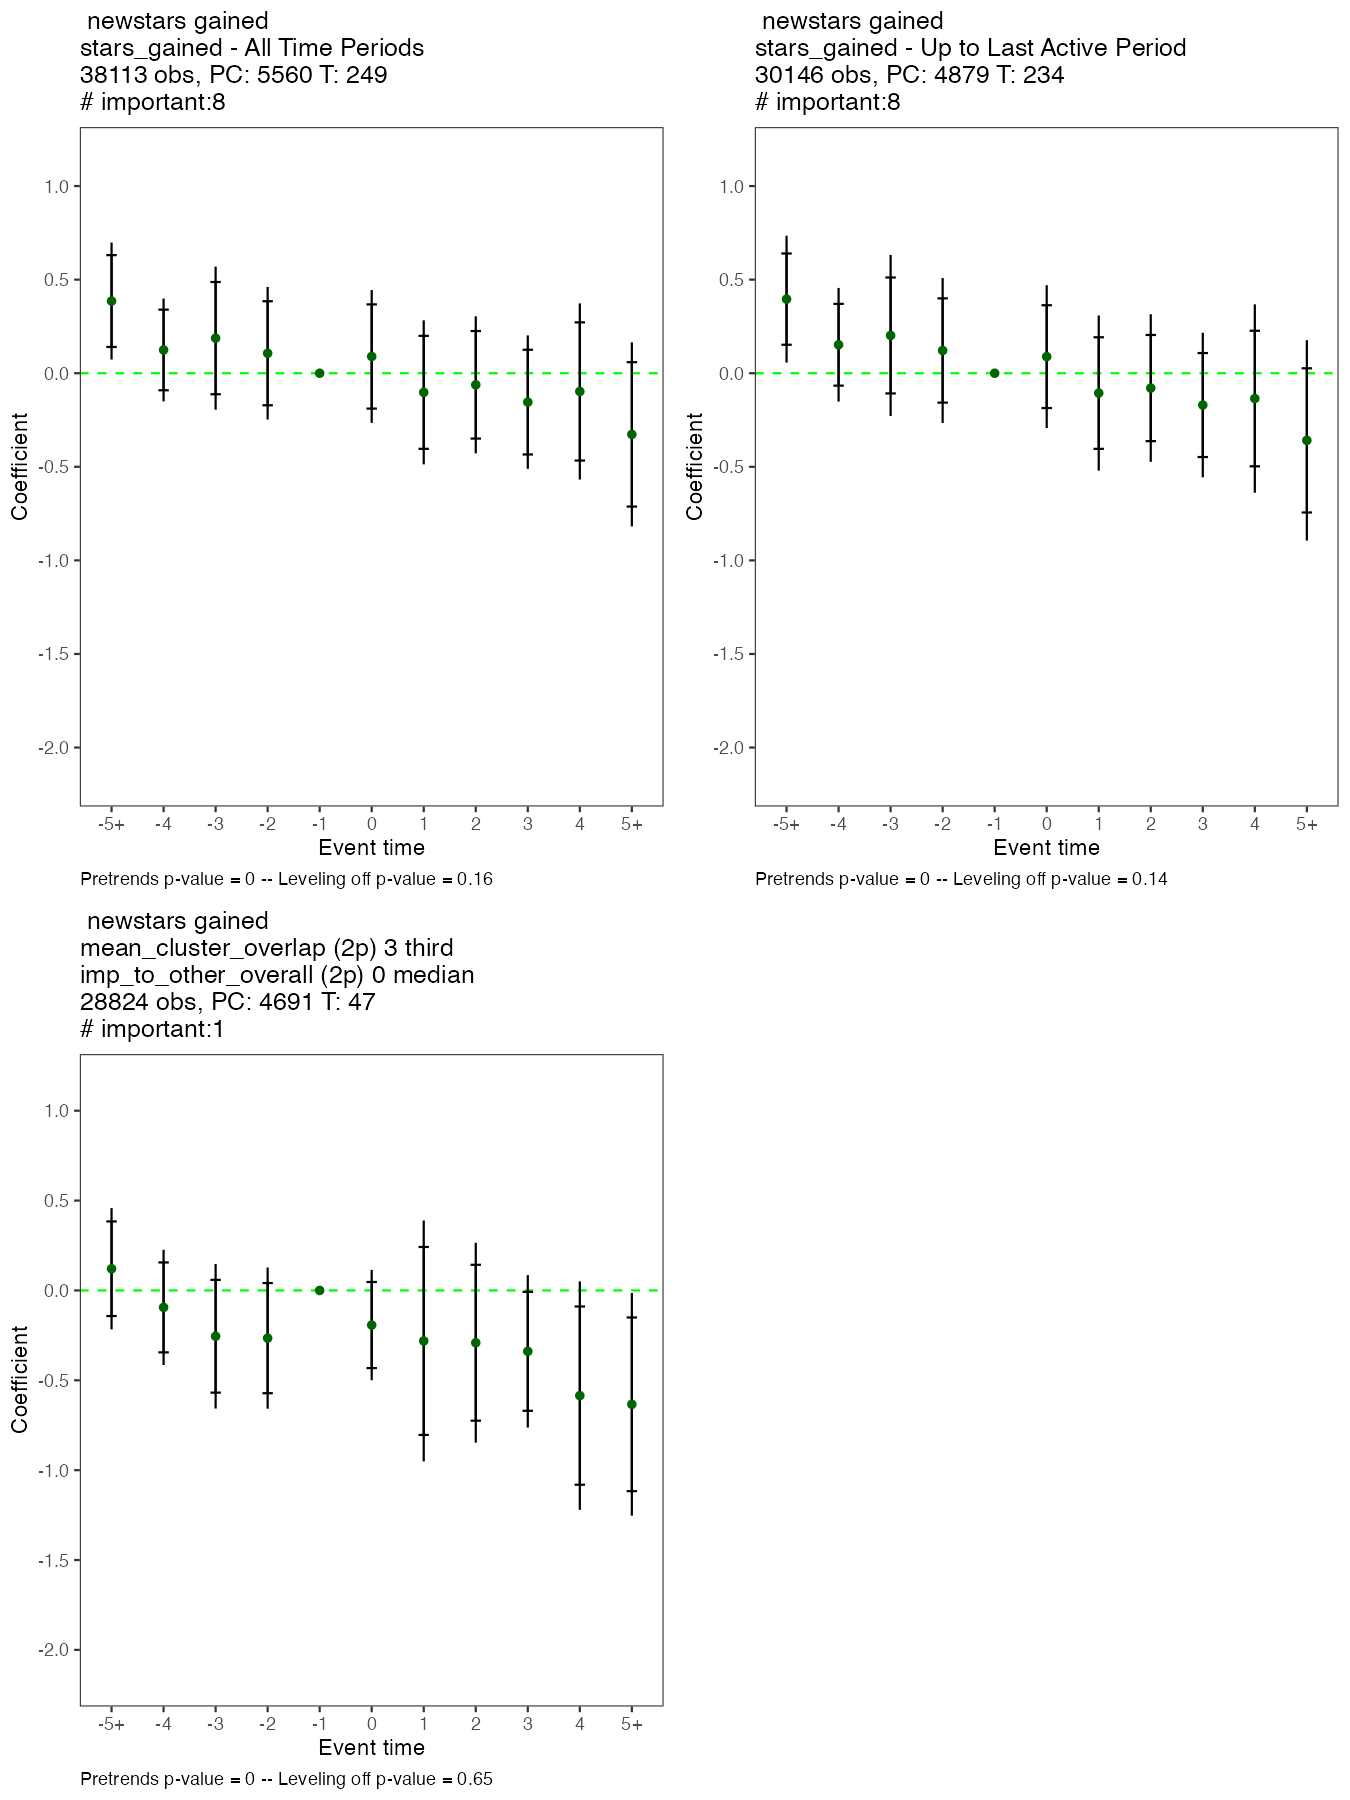 newstars gained
stars_gained - All Time Periods
38113 obs, PC: 5560 T: 249
# important:8
Coefficient
1.0
0.5
0.0
-0.5
-1.0
-1.5
-2.0
-5+ -4 -3 -2 -1 0 1 2 3 4 5+
Event time
Pretrends p-value = 0 -- Leveling off p-value = 0.16
newstars gained
stars_gained - Up to Last Active Period
30146 obs, PC: 4879 T: 234
# important:8
Coefficient
1.0
0.5
0.0
-0.5
-1.0
-1.5
-2.0
-5+ -4 -3 -2 -1 0 1 2 3 4 5+
Event time
Pretrends p-value = 0 -- Leveling off p-value = 0.14
newstars gained
mean_cluster_overlap (2p) 3 third
imp_to_other_overall (2p) 0 median
28824 obs, PC: 4691 T: 47
# important:1
Coefficient
1.0
0.5
0.0
-0.5
-1.0
-1.5
-2.0
-5+ -4 -3 -2 -1 0 1 2 3 4 5+
Event time
Pretrends p-value = 0 -- Leveling off p-value = 0.65